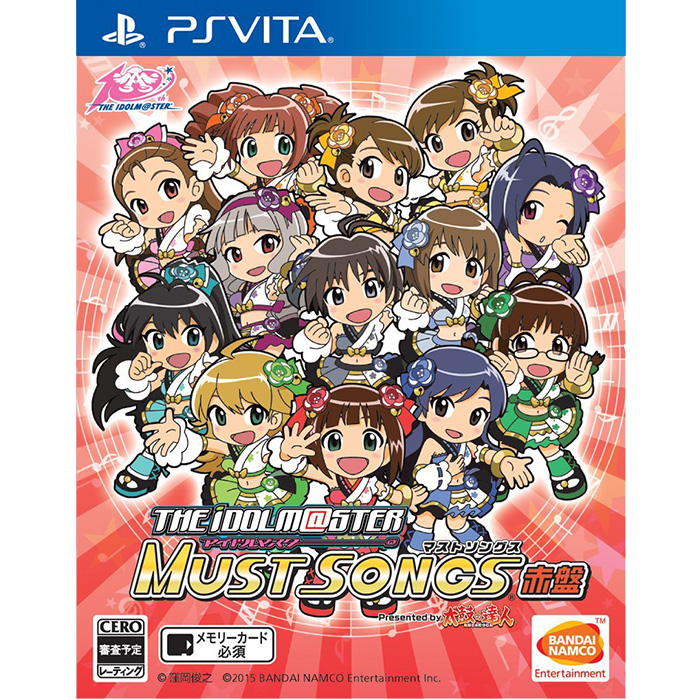 PSVITA
10th
THE IDOLM@STER
THE iDOLM@STER
アイドルマスター
マストソングス
MUST SONGS 赤盤
Presented by 太鼓の達人
CERO
審査予定
レーティング
メモリーカード
必須
BANDAI
NAMCO
Entertainment
TM
© 窪岡俊之 ©2015 BANDAI NAMCO Entertainment Inc.